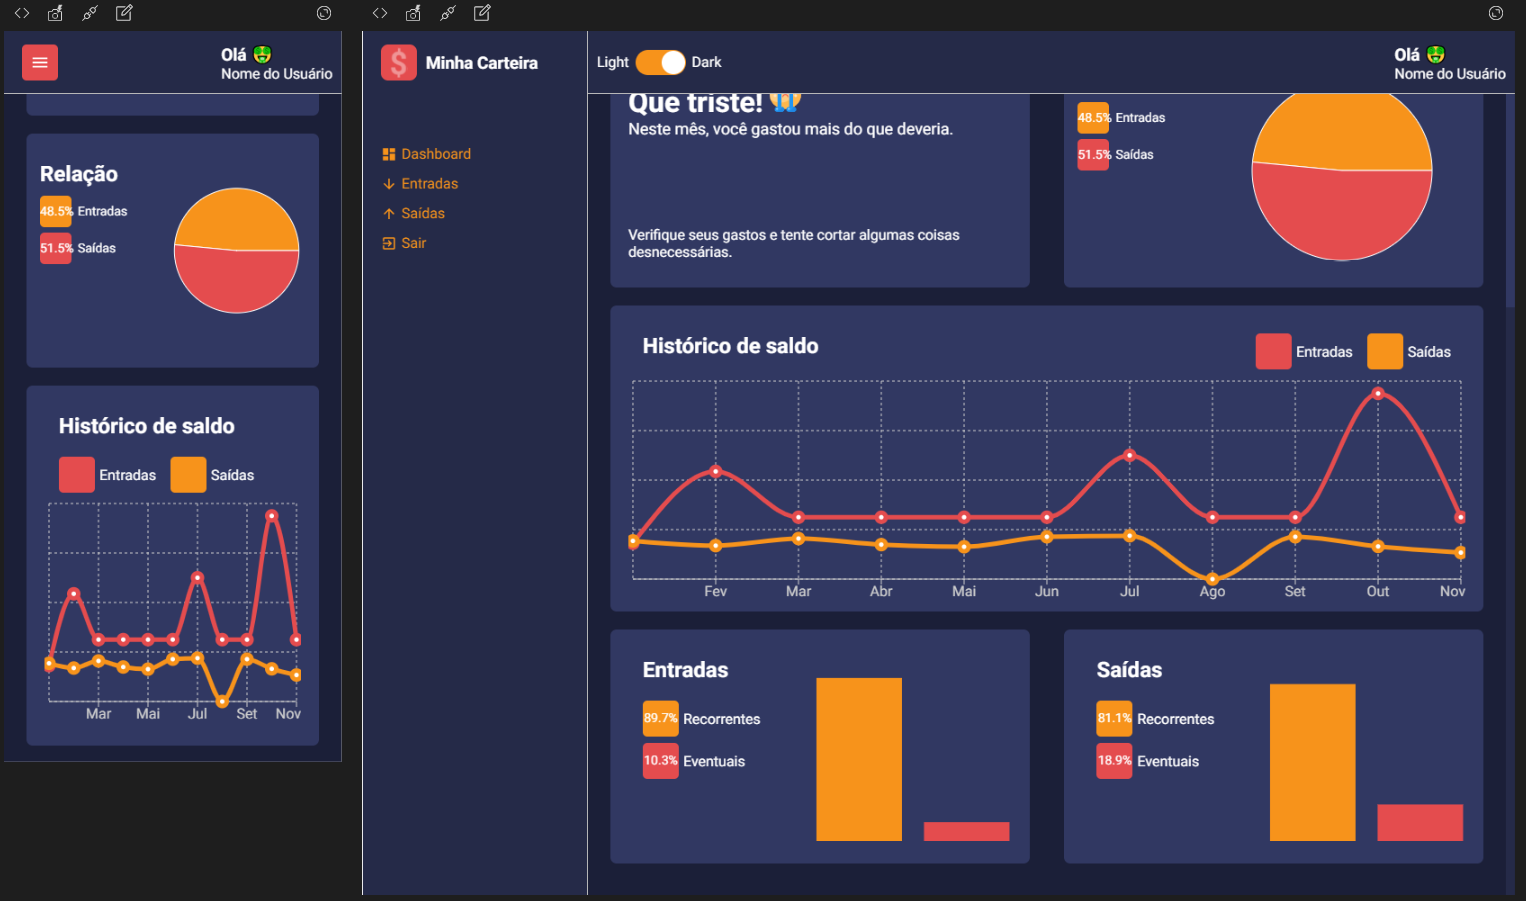 Olá
Nome do Usuário
Relação
48.5% Entradas
51.5% Saídas
Histórico de saldo
Entradas
Saídas
Mar Mai Jul Set Nov
Minha Carteira
Dashboard
Entradas
Saídas
Sair
Light Dark
Olá
Nome do Usuário
Que triste!
Neste mês, você gastou mais do que deveria.
Verifique seus gastos e tente cortar algumas coisas
desnecessárias.
48.5% Entradas
51.5% Saídas
Histórico de saldo
Entradas
Saídas
Fev Mar Abr Mai Jun Jul Ago Set Out Nov
Entradas
89.7% Recorrentes
10.3% Eventuais
Saídas
81.1% Recorrentes
18.9% Eventuais